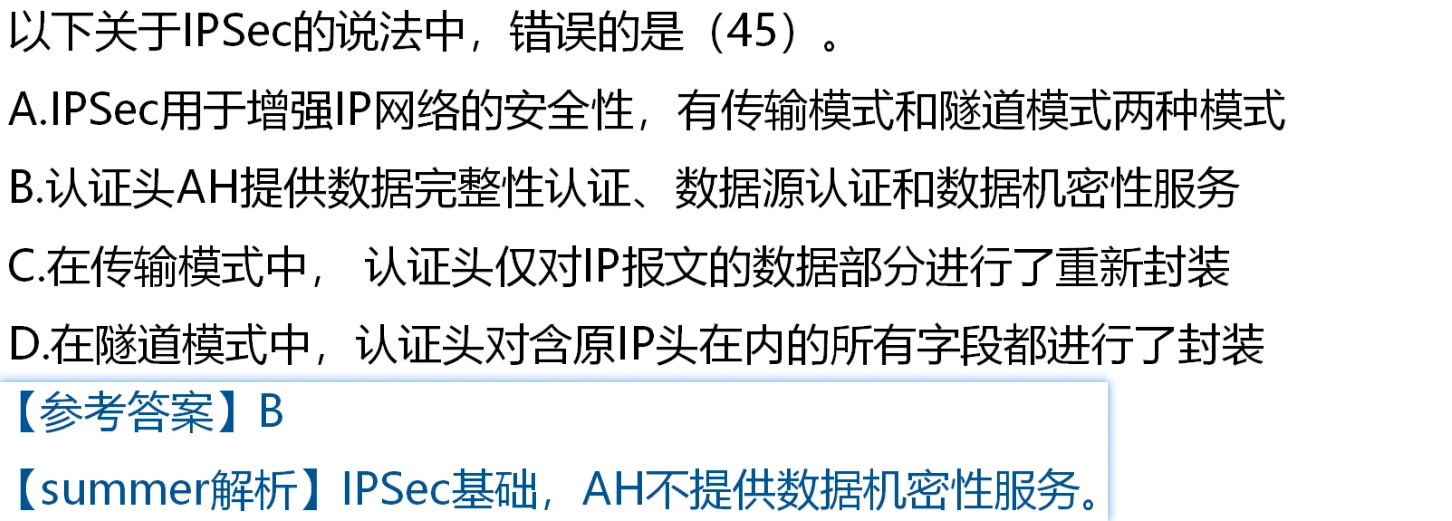 以下关于IPSec的说法中，错误的是（45）。
A.IPSec用于增强IP网络的安全性，有传输模式和隧道模式两种模式
B.认证头AH提供数据完整性认证、数据源认证和数据机密性服务
C.在传输模式中， 认证头仅对IP报文的数据部分进行了重新封装
D.在隧道模式中，认证头对含原IP头在内的所有字段都进行了封装
【参考答案】B
【summer解析】IPSec基础，AH不提供数据机密性服务。